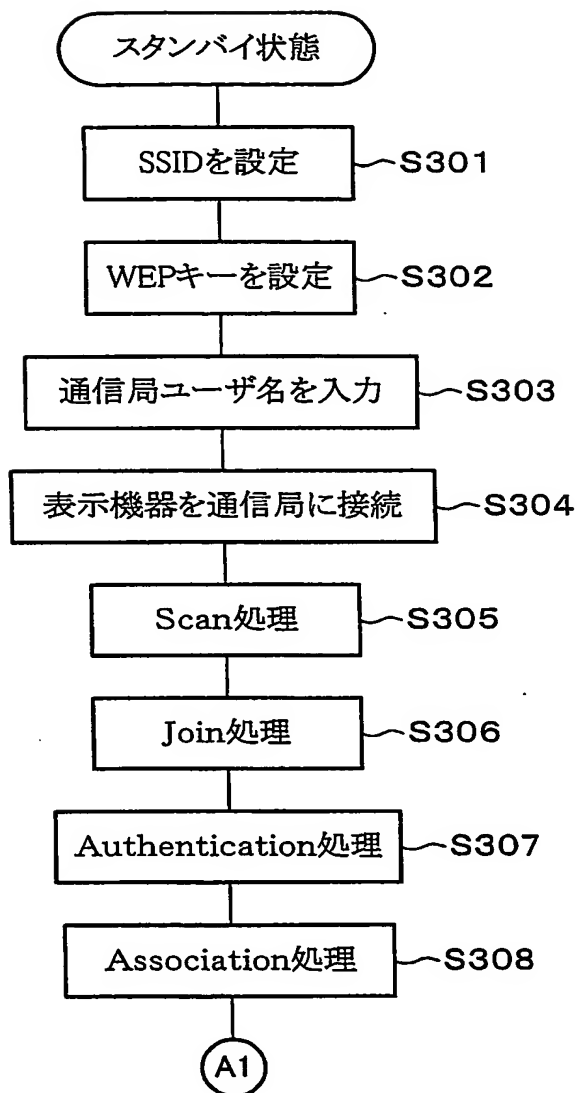 スタンバイ状態
SSIDを設定 S301
WEPキーを設定 S302
通信局ユーザ名を入力 S303
表示機器を通信局に接続 S304
Scan処理 S305
Join処理 S306
Authentication処理 S307
Association処理 S308
A1